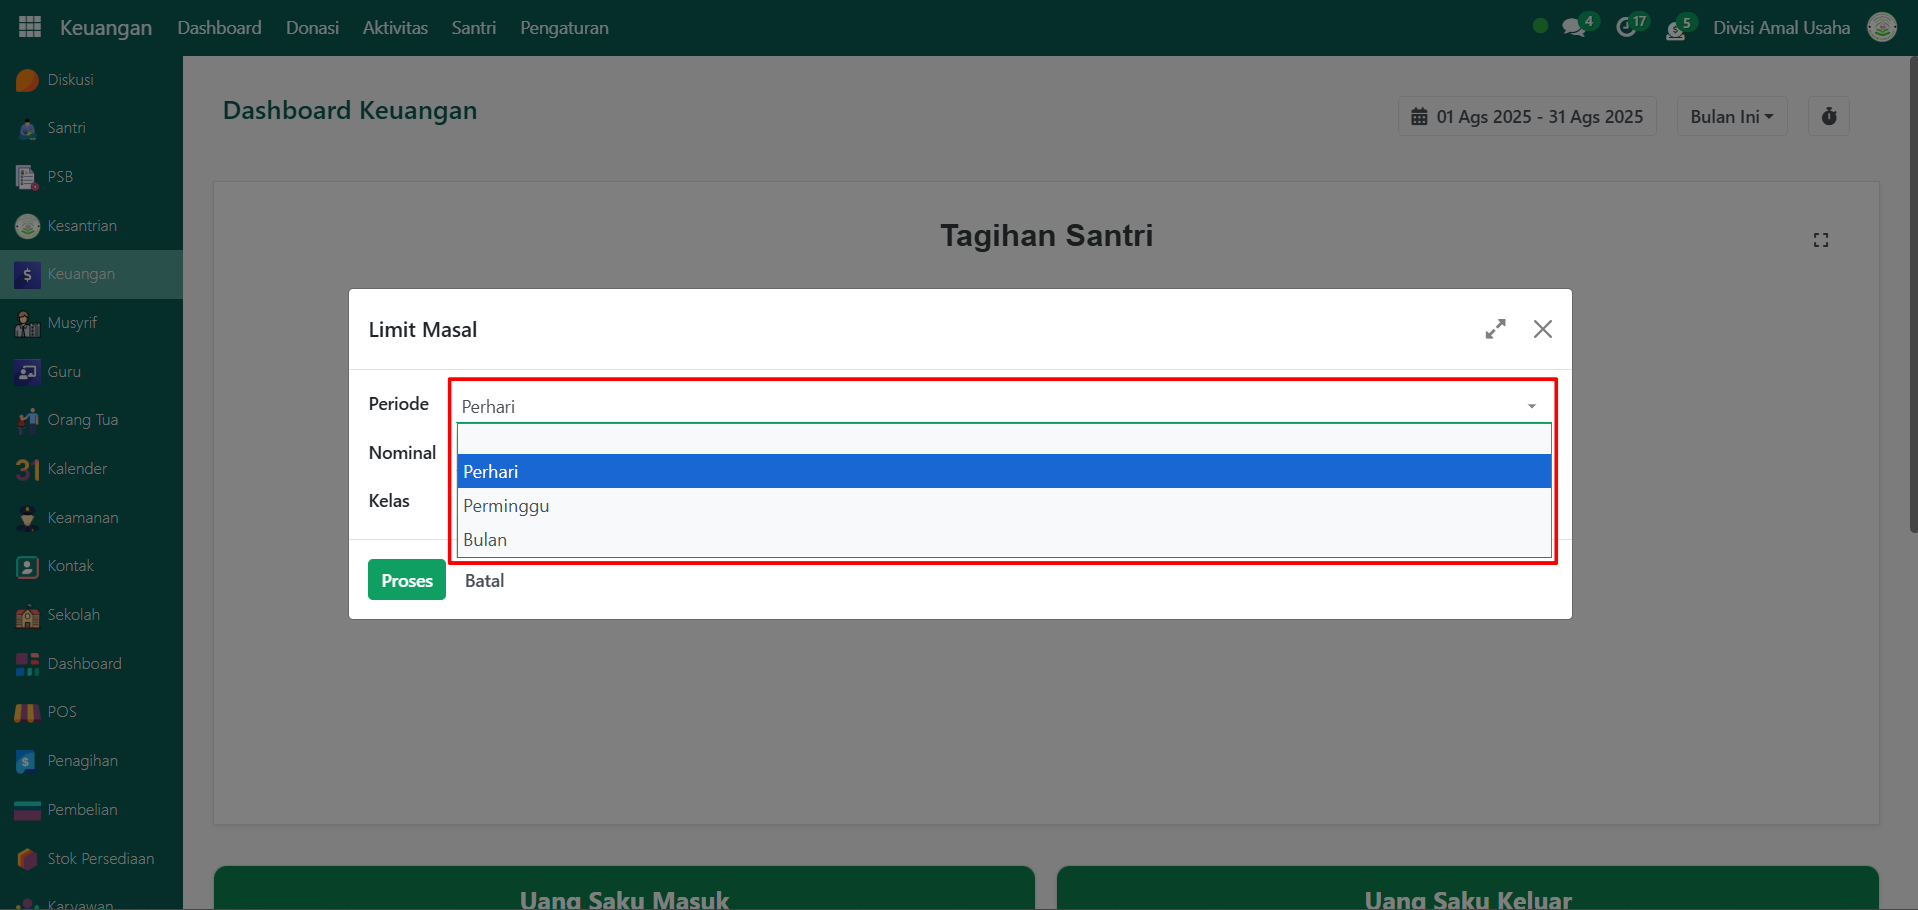 Keuangan Dashboard Donasi Aktivitas Santri Pengaturan 4 17 5 Divisi Amal Usaha
Diskusi
Santri
PSB
Kesantrian
Keuangan
Musyrif
Guru
Orang Tua
31 Kalender
Keamanan
Kontak
Sekolah
Dashboard
POS
Penagihan
Pembelian
Stok Persediaan
Karyawan
Dashboard Keuangan
01 Ags 2025 - 31 Ags 2025 Bulan Ini
Tagihan Santri
Limit Masal
Periode Perhari
Nominal
Kelas
Perhari
Perminggu
Bulan
Proses Batal
Uang Saku Masuk
Uang Saku Keluar